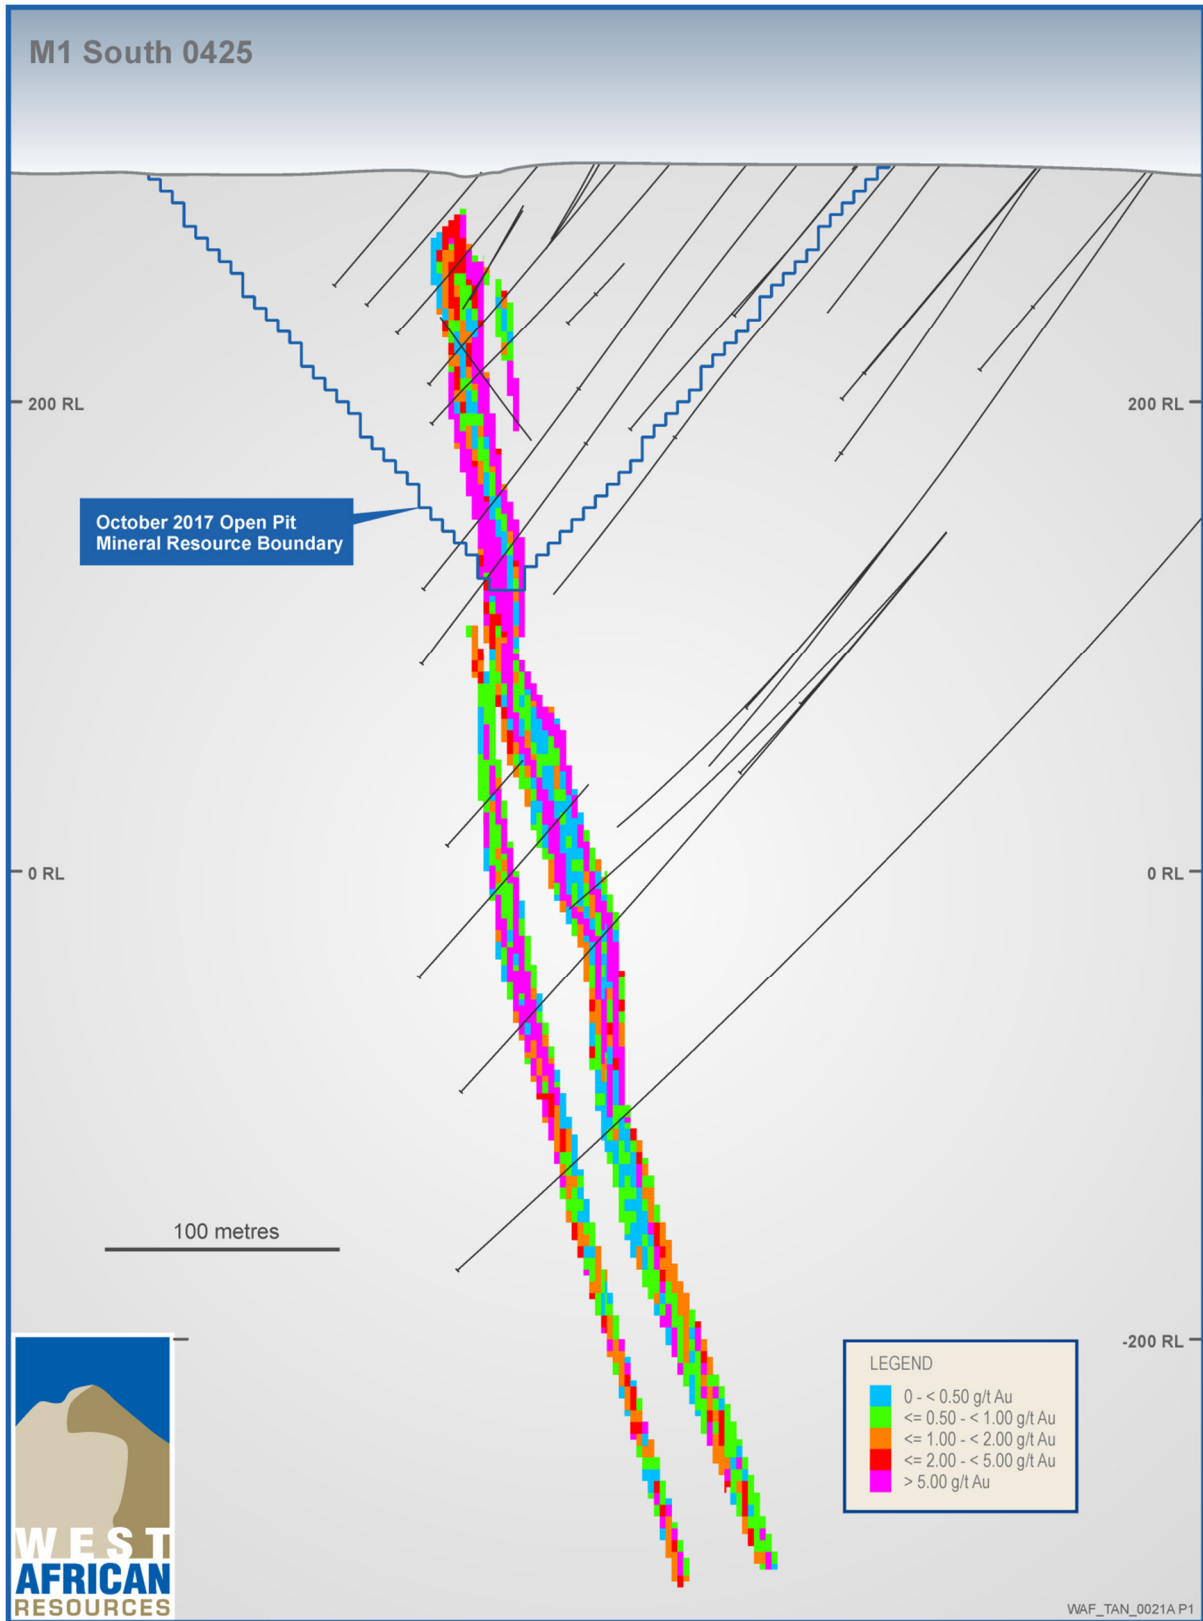 M1 South 0425
200 RL
200 RL
October 2017 Open Pit
Mineral Resource Boundary
0 RL
0 RL
100 metres
-200 RL
LEGEND
0 - < 0.50 g/t Au
<= 0.50 - < 1.00 g/t Au
<= 1.00 - < 2.00 g/t Au
<= 2.00 - < 5.00 g/t Au
> 5.00 g/t Au
WEST
AFRICAN
RESOURCES
WAF_TAN_0021A P1